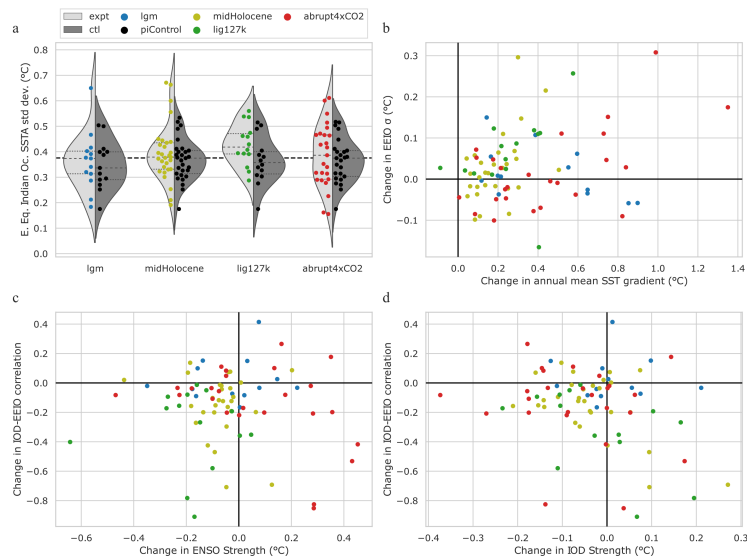 a
expt
lgm
midHolocene
abrupt4xCO2
ctl
piControl
lig127k
E. Eq. Indian Oc. SSTA std dev. (°C)
0.8
0.7
0.6
0.5
0.4
0.3
0.2
0.1
0.0
lgm
midHolocene
lig127k
abrupt4xCO2
b
Change in EEIO σ (°C)
0.3
0.2
0.1
0.0
−0.1
0.0
0.2
0.4
0.6
0.8
1.0
1.2
1.4
Change in annual mean SST gradient (°C)
c
Change in IOD-EEIO correlation
0.4
0.2
0.0
−0.2
−0.4
−0.6
−0.8
−0.6
−0.4
−0.2
0.0
0.2
0.4
Change in ENSO Strength (°C)
d
Change in IOD-EEIO correlation
0.4
0.2
0.0
−0.2
−0.4
−0.6
−0.8
−0.4
−0.3
−0.2
−0.1
0.0
0.1
0.2
0.3
Change in IOD Strength (°C)